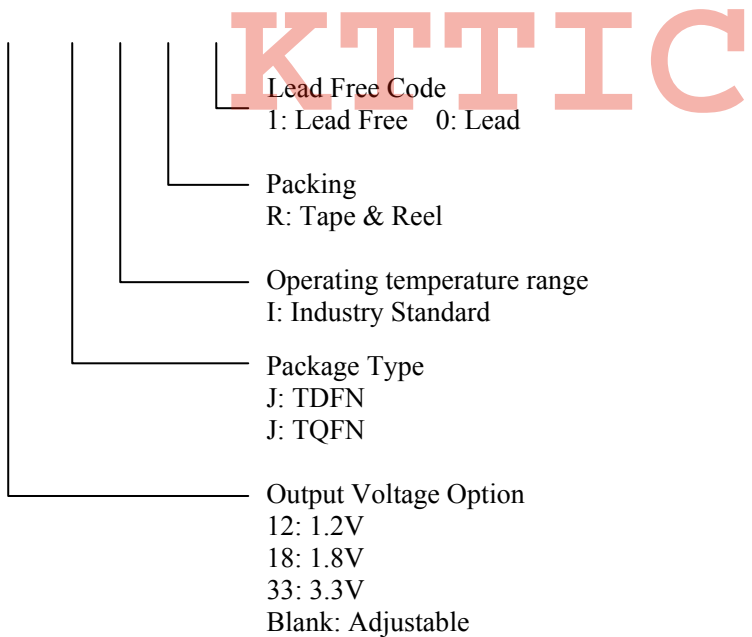 KTTIC
Lead Free Code
1: Lead Free 0: Lead
Packing
R: Tape & Reel
Operating temperature range
I: Industry Standard
Package Type
J: TDFN
J: TQFN
Output Voltage Option
12: 1.2V
18: 1.8V
33: 3.3V
Blank: Adjustable